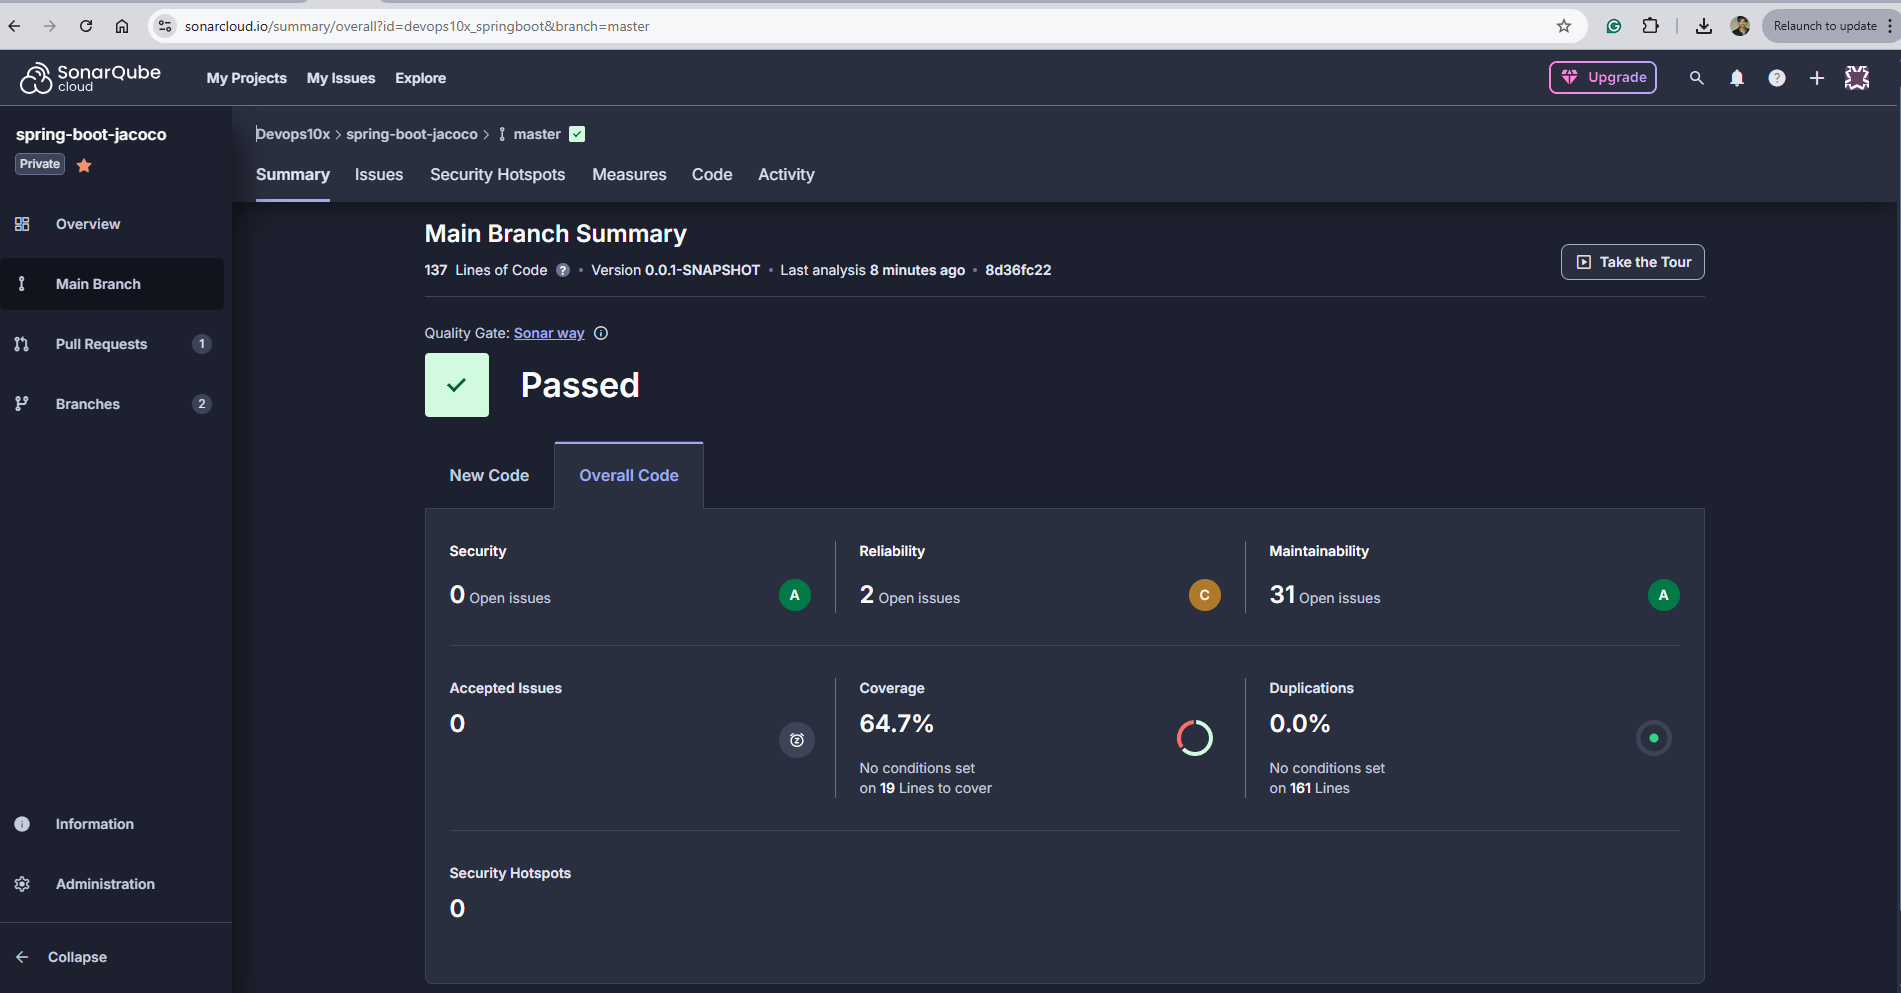 sonarcloud.io/summary/overall?id=devops10x_springboot&branch=master
Relaunch to update
SonarQube
cloud
My Projects
My Issues
Explore
Upgrade
spring-boot-jacoco
Private
Overview
Main Branch
Pull Requests 1
Branches 2
Information
Administration
Collapse
Devops10x > spring-boot-jacoco > master
Summary
Issues
Security Hotspots
Measures
Code
Activity
Main Branch Summary
137 Lines of Code ? • Version 0.0.1-SNAPSHOT • Last analysis 8 minutes ago • 8d36fc22
Take the Tour
Quality Gate: Sonar way
Passed
New Code
Overall Code
Security
0 Open issues
A
Reliability
2 Open issues
C
Maintainability
31 Open issues
A
Accepted Issues
0
Coverage
64.7%
No conditions set
on 19 Lines to cover
Duplications
0.0%
No conditions set
on 161 Lines
Security Hotspots
0